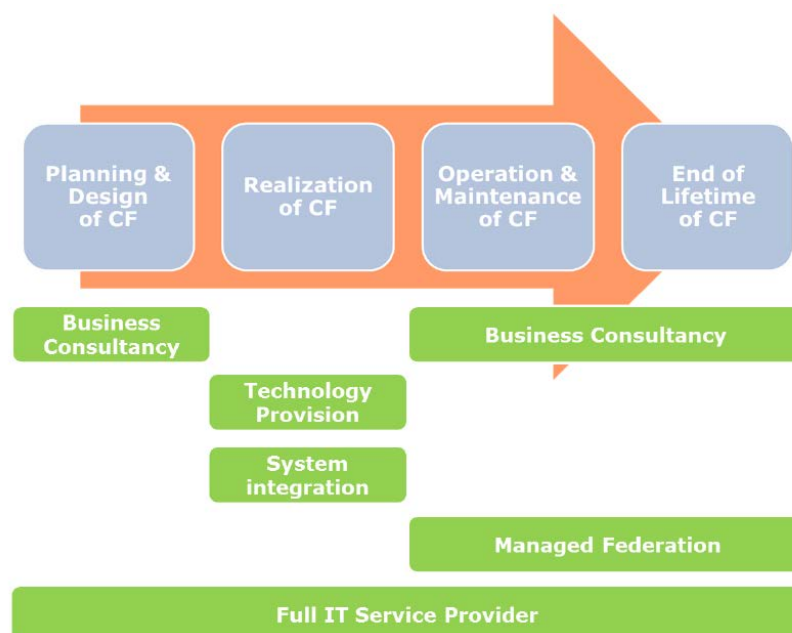 Planning &
Design
of CF
Realization
of CF
Operation &
Maintenance
of CF
End of
Lifetime
of CF
Business
Consultancy
Business Consultancy
Technology
Provision
System
integration
Managed Federation
Full IT Service Provider